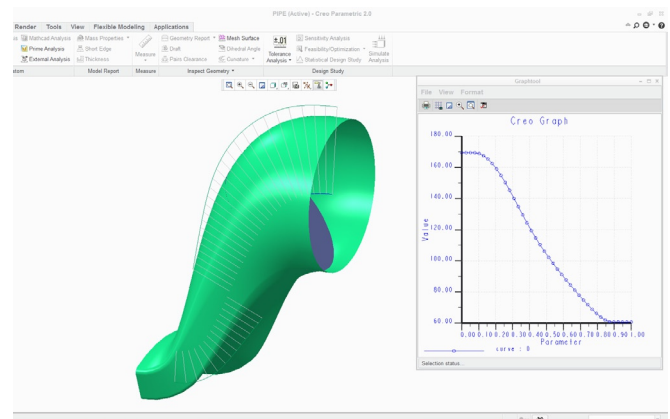 PIPE (Active) - Creo Parametric 2.0
Render Tools View Flexible Modeling Applications
Mathcad Analysis Mass Properties Geometry Report Mesh Surface Sensitivity Analysis
Prime Analysis Short Edge Measure Draft Dihedral Angle Tolerance Analysis Feasibility/Optimization Simulate Analysis
External Analysis Thickness Pairs Clearance Curvature Statistical Design Study
Model Report Measure Inspect Geometry Design Study
Graphtool
File View Format
Creo Graph
180.00
160.00
140.00
120.00
100.00
80.00
60.00
Value
0.00 0.10 0.20 0.30 0.40 0.50 0.60 0.70 0.80 0.90 1.00
Parameter
curve : 0
Selection status...